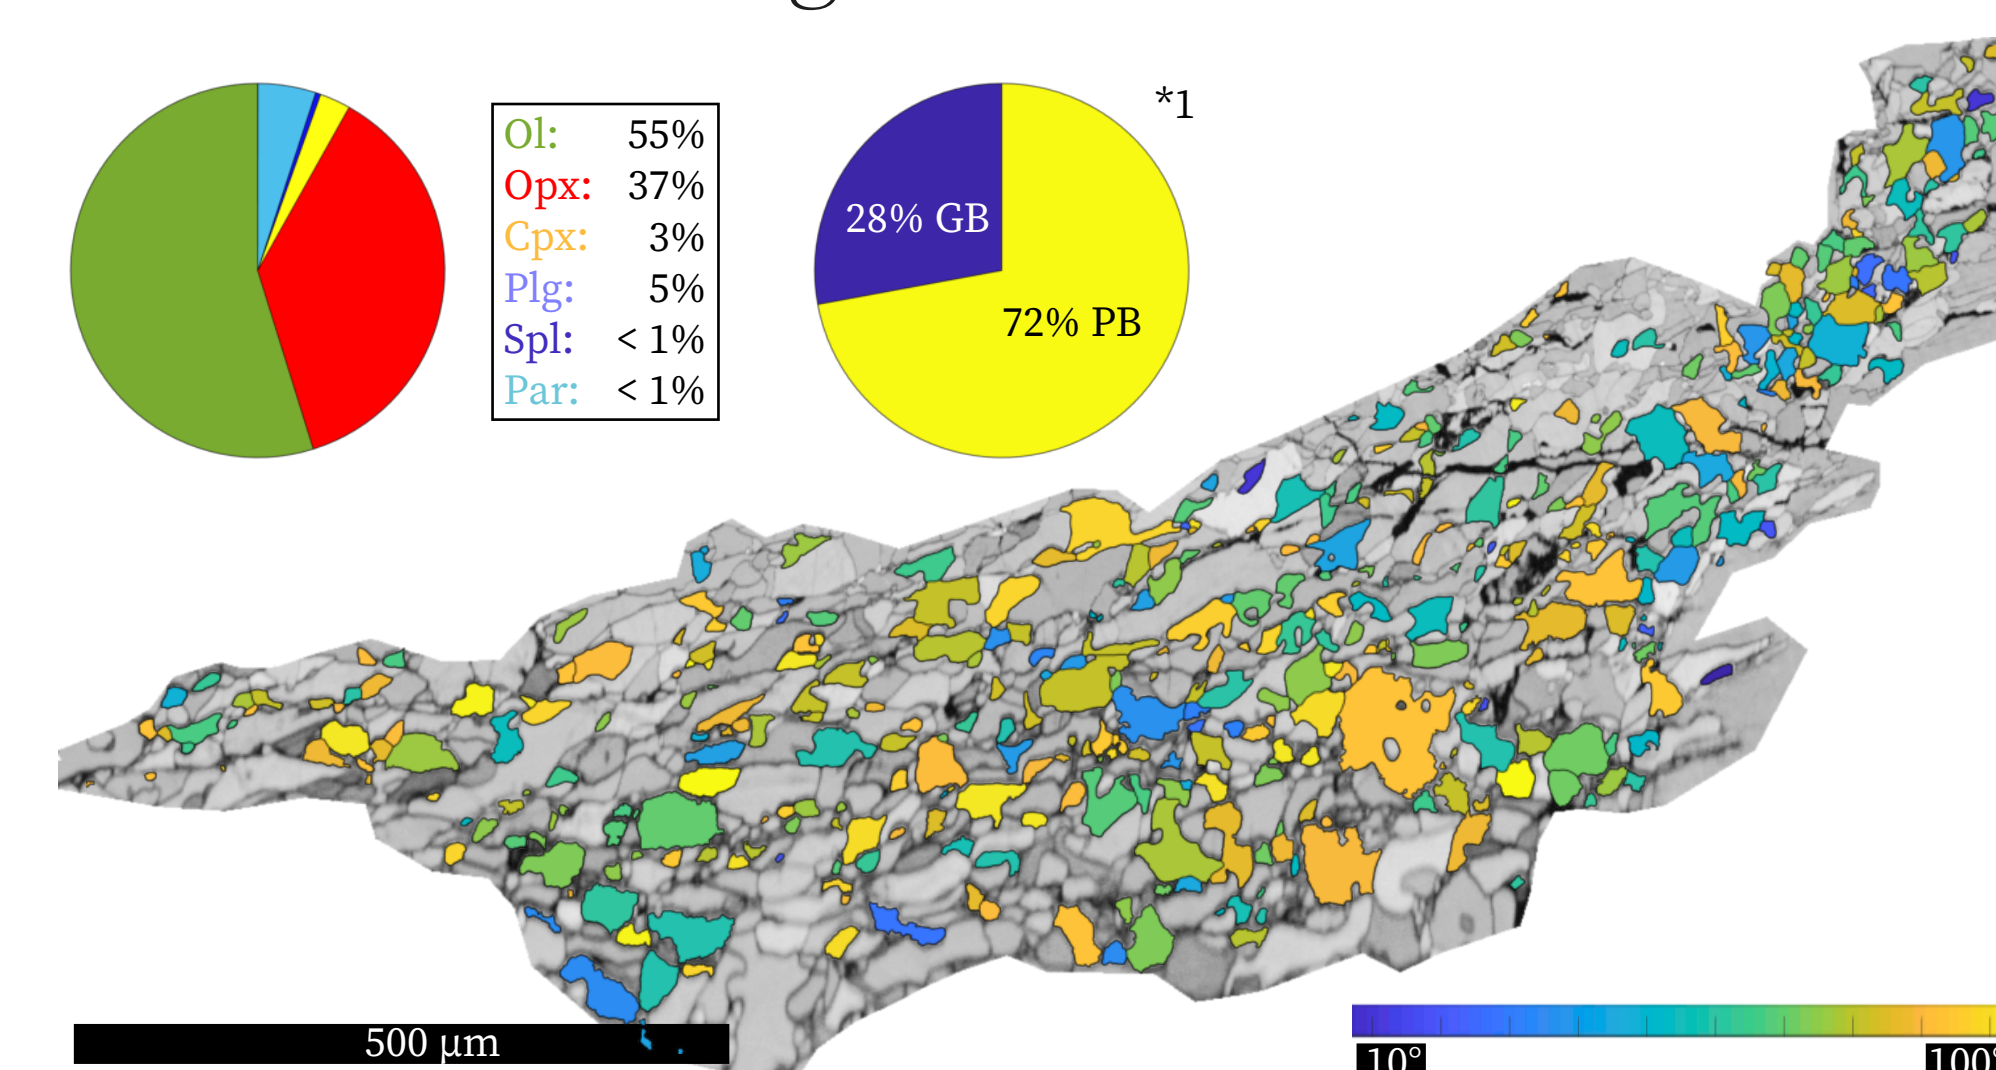 Ol: 55%
Opx: 37%
Cpx: 3%
Plg: 5%
Spl: < 1%
Par: < 1%
28% GB
72% PB
*1
500 µm
10°
100°